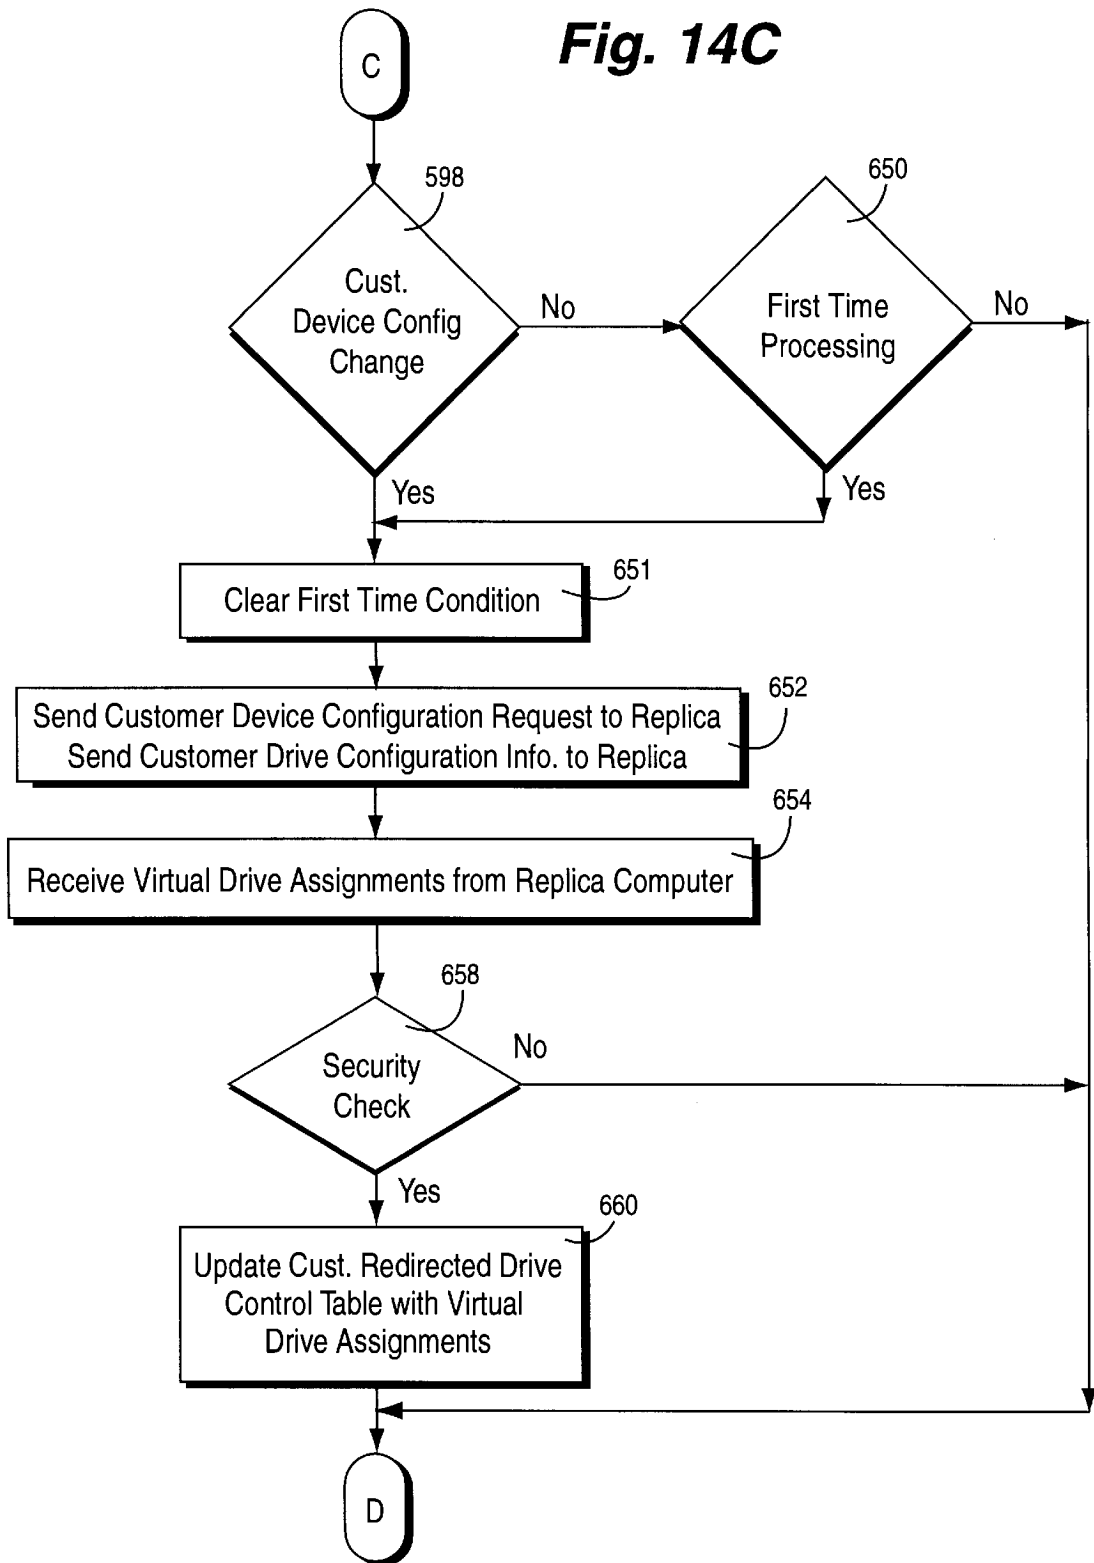 Fig. 14C
C
598
Cust.
Device Config
Change
No
650
First Time
Processing
No
Yes
Yes
651
Clear First Time Condition
652
Send Customer Device Configuration Request to Replica
Send Customer Drive Configuration Info. to Replica
654
Receive Virtual Drive Assignments from Replica Computer
658
Security
Check
No
Yes
660
Update Cust. Redirected Drive
Control Table with Virtual
Drive Assignments
D